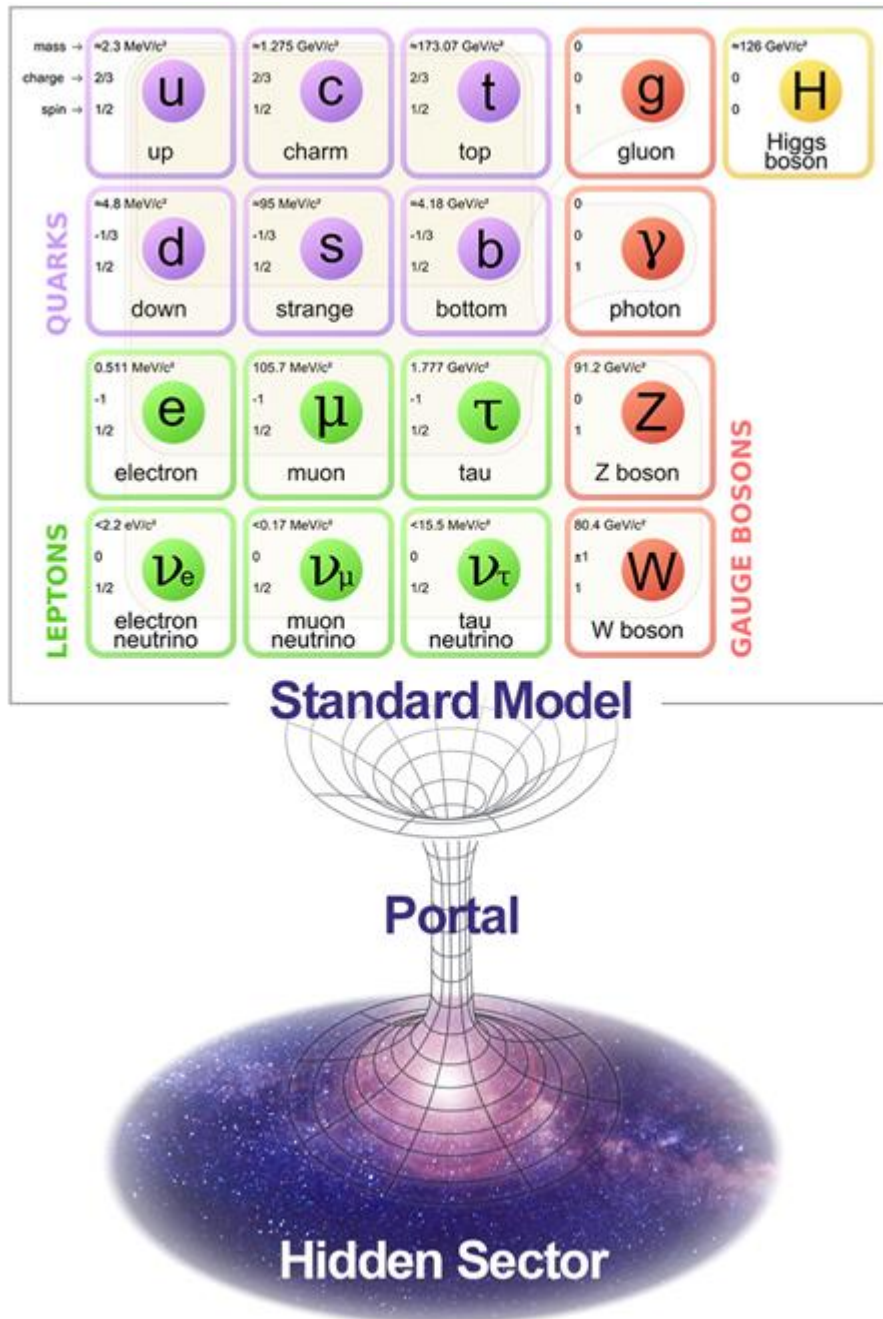 mass → ≈2.3 MeV/c²
charge → 2/3
spin → 1/2
u
up
≈1.275 GeV/c²
2/3
1/2
c
charm
≈173.07 GeV/c²
2/3
1/2
t
top
0
0
1
g
gluon
≈126 GeV/c²
0
0
H
Higgs
boson
QUARKS
≈4.8 MeV/c²
-1/3
1/2
d
down
≈95 MeV/c²
-1/3
1/2
s
strange
≈4.18 GeV/c²
-1/3
1/2
b
bottom
0
0
1
γ
photon
0.511 MeV/c²
-1
1/2
e
electron
105.7 MeV/c²
-1
1/2
μ
muon
1.777 GeV/c²
-1
1/2
τ
tau
91.2 GeV/c²
0
1
Z
Z boson
GAUGE BOSONS
LEPTONS
<2.2 eV/c²
0
1/2
νe
electron
neutrino
<0.17 MeV/c²
0
1/2
νμ
muon
neutrino
<15.5 MeV/c²
0
1/2
ντ
tau
neutrino
80.4 GeV/c²
±1
1
W
W boson
Standard Model
Portal
Hidden Sector